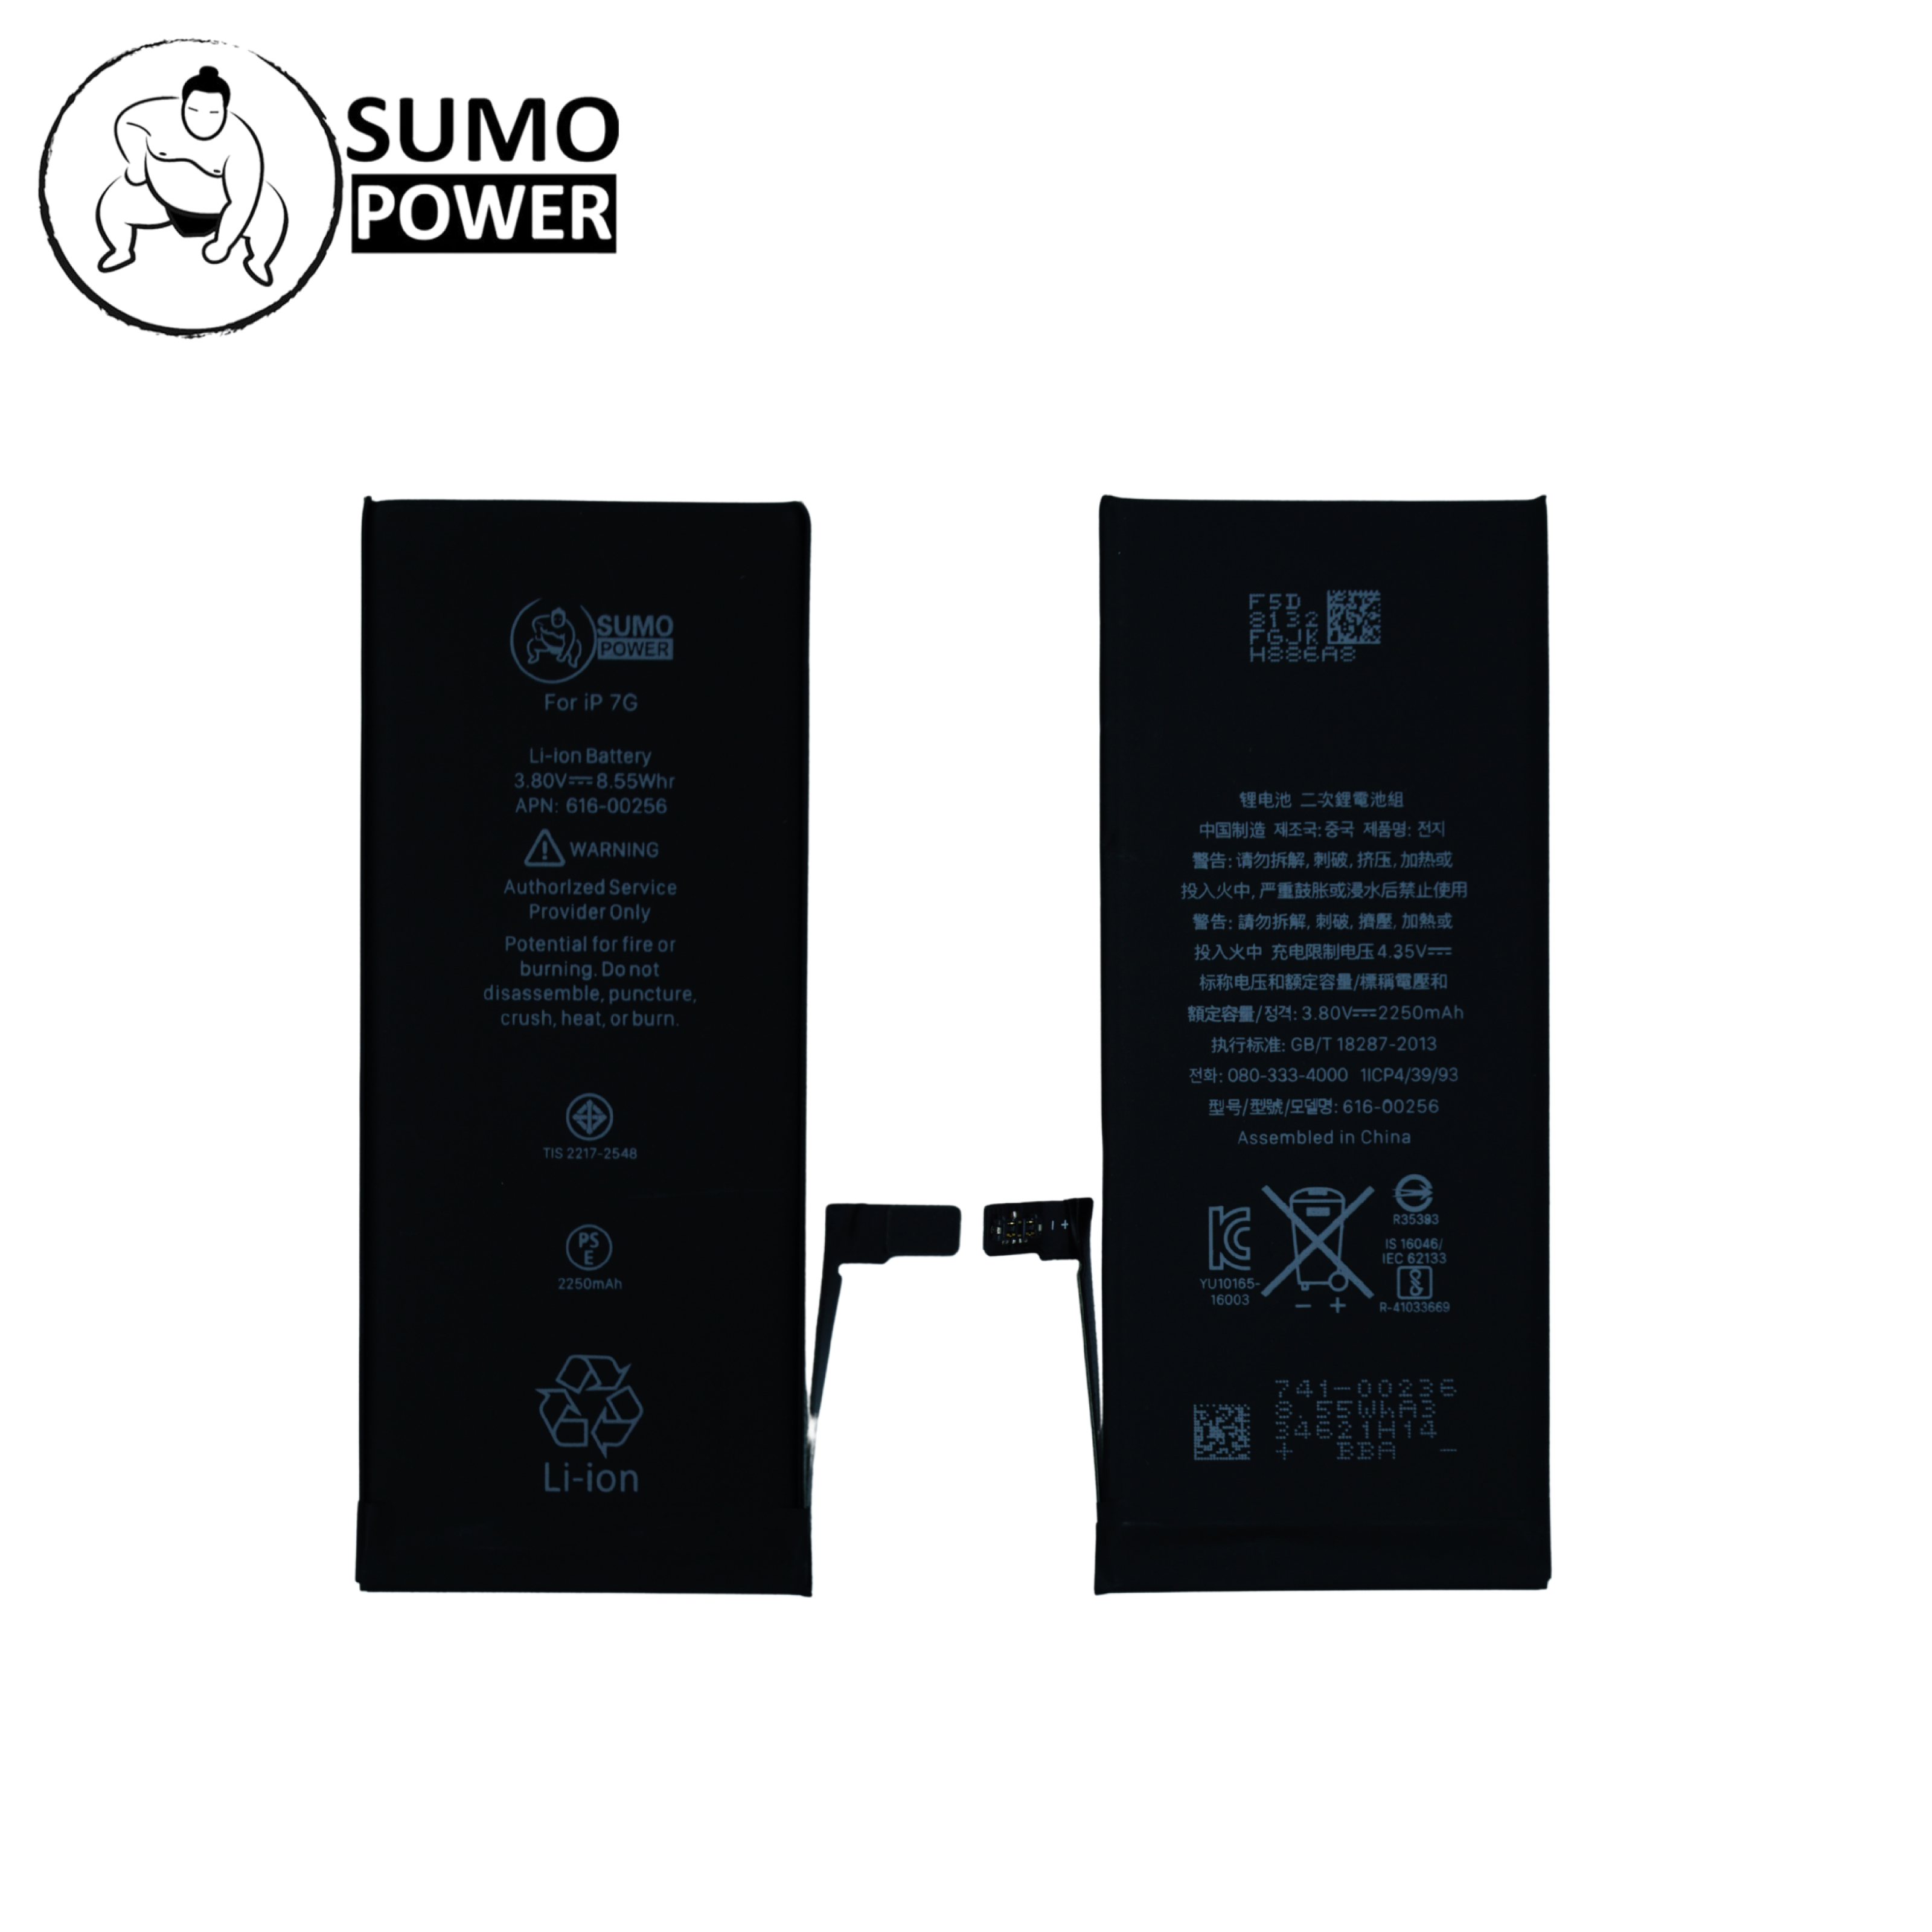 SUMO
POWER
SUMO
POWER
For iP 7G
Li-ion Battery
3.80V⎓8.55Whr
APN: 616-00256
WARNING
AuthorIzed Service
Provider Only
Potential for fire or
burning. Do not
disassemble, puncture,
crush, heat, or burn.
TIS 2217-2548
PS
E
2250mAh
Li-ion
F5D
8132
FGJK
H886A8
锂电池 二次鋰電池組
中国制造 제조국: 중국 제품명: 전지
警告: 请勿拆解, 刺破, 挤压, 加热或
投入火中, 严重鼓胀或浸水后禁止使用
警告: 請勿拆解, 刺破, 擠壓, 加熱或
投入火中 充电限制电压 4.35V⎓
标称电压和额定容量/標稱電壓和
額定容量/정격: 3.80V⎓2250mAh
执行标准: GB/T 18287-2013
전화: 080-333-4000 1ICP4/39/93
型号/型號/모델명: 616-00256
Assembled in China
R35393
IS 16046/
IEC 62133
YU10165-
16003
R-41033669
− +
741-00236
8.55WhA3
34621H14
+ BBA −
− +